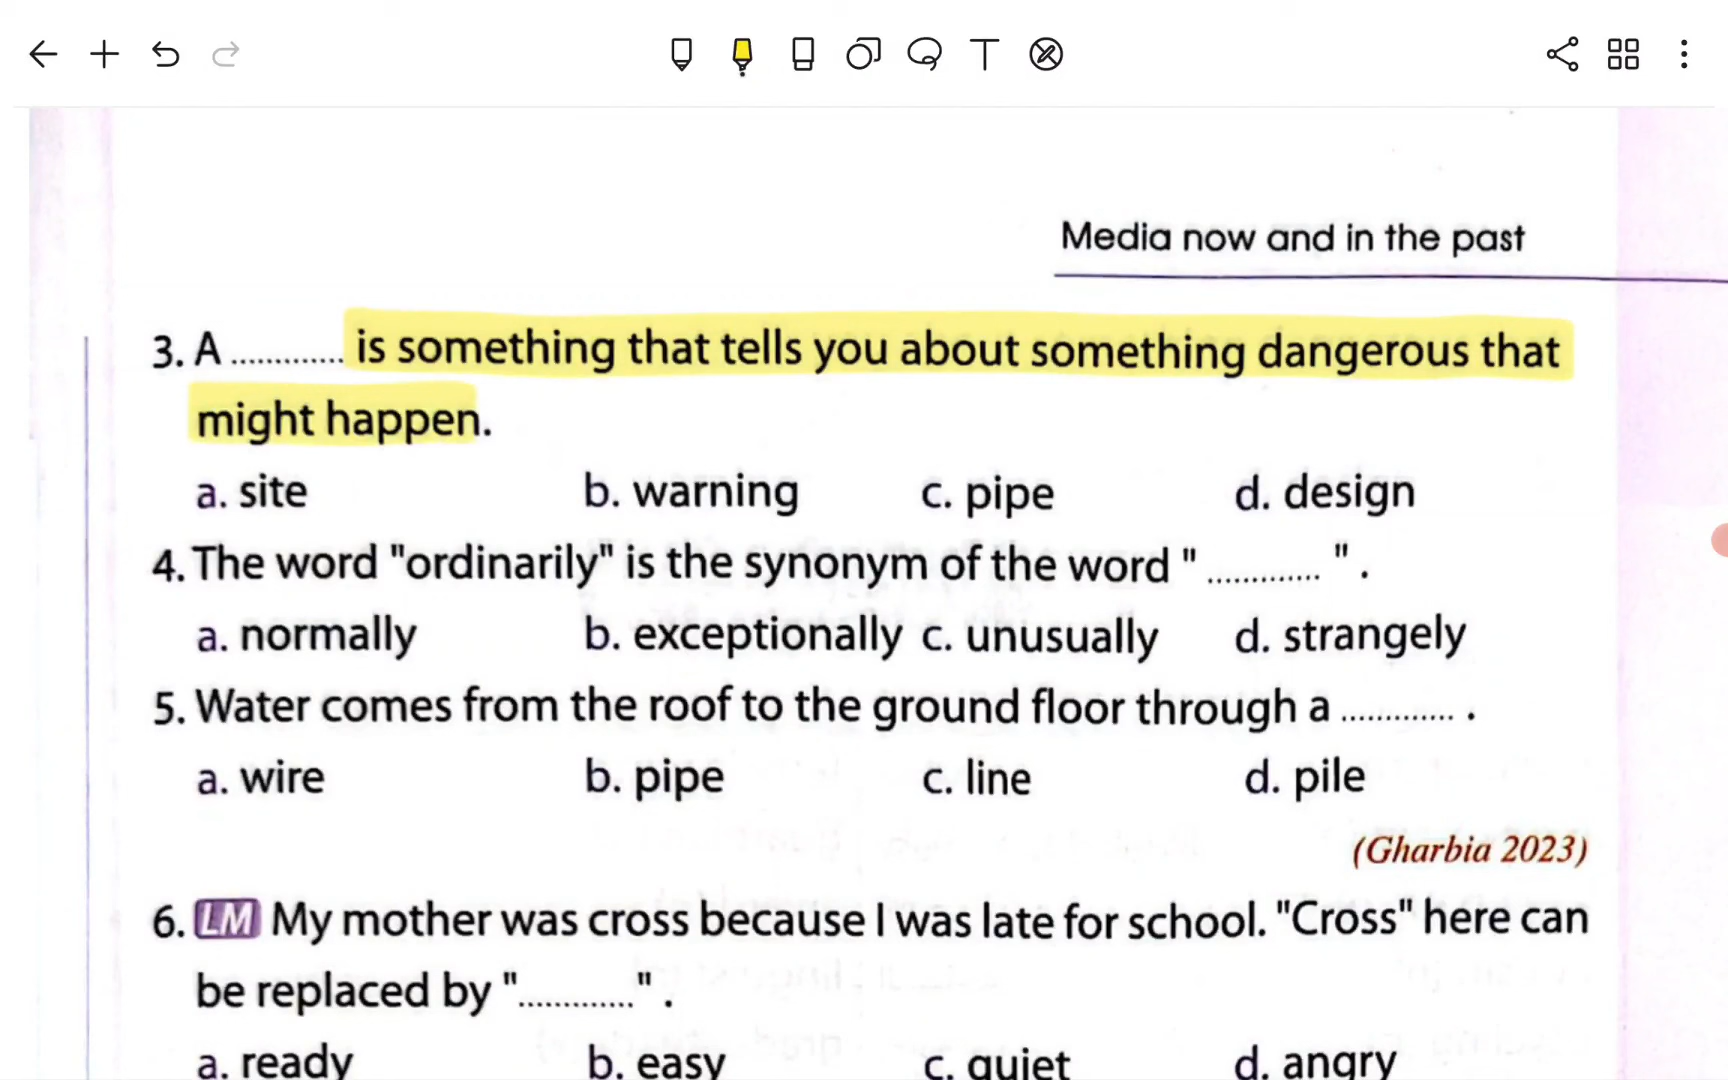 Media now and in the past
3. A ............. is something that tells you about something dangerous that
might happen.
a. site b. warning c. pipe d. design
4. The word "ordinarily" is the synonym of the word " ............. " .
a. normally b. exceptionally c. unusually d. strangely
5. Water comes from the roof to the ground floor through a ............. .
a. wire b. pipe c. line d. pile
(Gharbia 2023)
6. LM My mother was cross because I was late for school. "Cross" here can
be replaced by "............." .
a. ready b. easy c. quiet d. angry